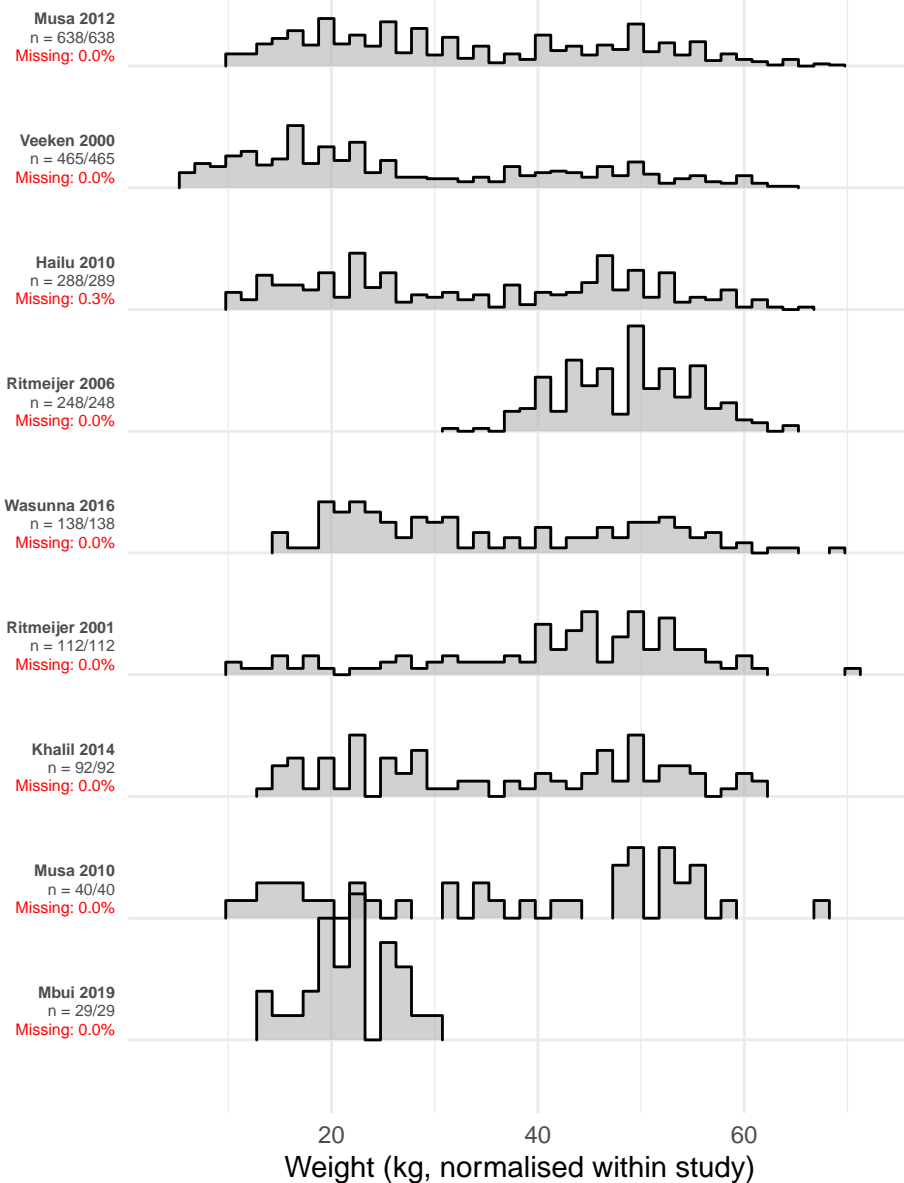 Musa 2012
n = 638/638
Missing: 0.0%
Veeken 2000
n = 465/465
Missing: 0.0%
Hailu 2010
n = 288/289
Missing: 0.3%
Ritmeijer 2006
n = 248/248
Missing: 0.0%
Wasunna 2016
n = 138/138
Missing: 0.0%
Ritmeijer 2001
n = 112/112
Missing: 0.0%
Khalil 2014
n = 92/92
Missing: 0.0%
Musa 2010
n = 40/40
Missing: 0.0%
Mbui 2019
n = 29/29
Missing: 0.0%
20 40 60
Weight (kg, normalised within study)